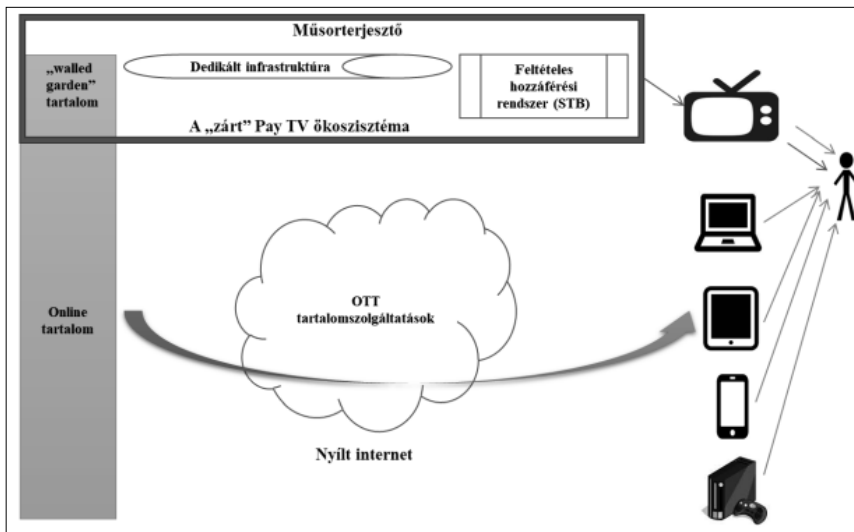 Műsorterjesztő
„walled
garden”
tartalom
Dedikált infrastruktúra
Feltételes
hozzáférési
rendszer (STB)
A „zárt” Pay TV ökoszisztéma
Online
tartalom
OTT
tartalomszolgáltatások
Nyílt internet